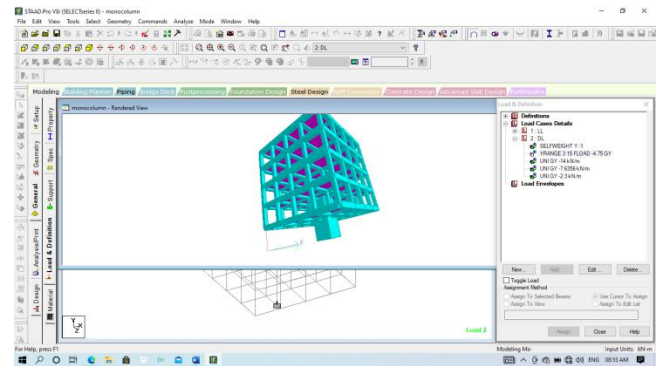 STAAD.Pro V8i (SELECTseries 6) - monocolumn
File Edit View Tools Select Geometry Commands Analyze Mode Window Help
2: DL
Modeling Building Planner Piping Bridge Deck Postprocessing Foundation Design Steel Design Concrete Design Advanced Slab Design Earthquake
monocolumn - Rendered View
Setup
Geometry
General
Analysis/Print
Design
Property
Spec
Support
Load & Definition
Material
X
Load 2
Y
X
Z
Load & Definition
Definitions
Load Cases Details
1 : LL
2 : DL
SELFWEIGHT Y -1
YRANGE 3 15 FLOAD -4.75 GY
UNI GY -14 kN/m
UNI GY -7.6356 kN/m
UNI GY -2.3 kN/m
Load Envelopes
New... Add... Edit... Delete...
Toggle Load
Assignment Method
Assign To Selected Beams Use Cursor To Assign
Assign To View Assign To Edit List
Assign Close Help
For Help, press F1
Modeling Mo Input Units: kN-m
ENG 08:55 AM